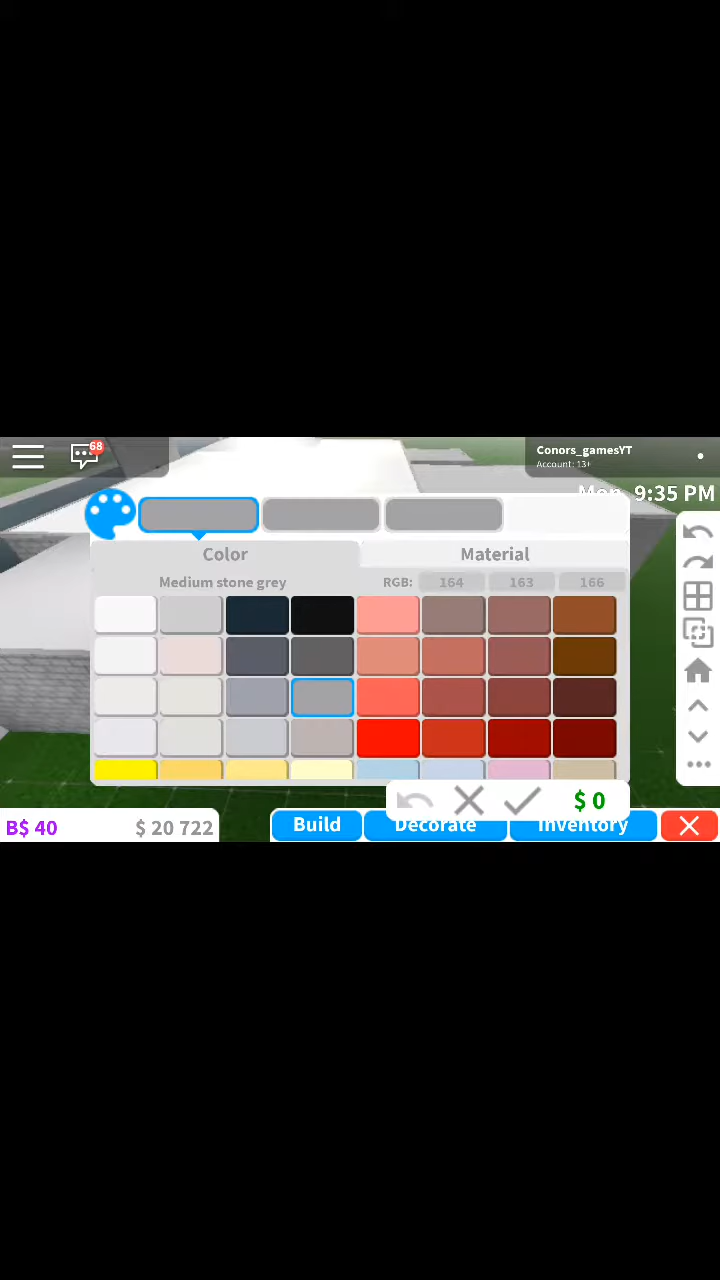 68
Conors_gamesYT
Account: 13+
Mon 9:35 PM
Color
Material
Medium stone grey
RGB: 164 163 166
$ 0
B$ 40
$ 20 722
Build
Decorate
Inventory